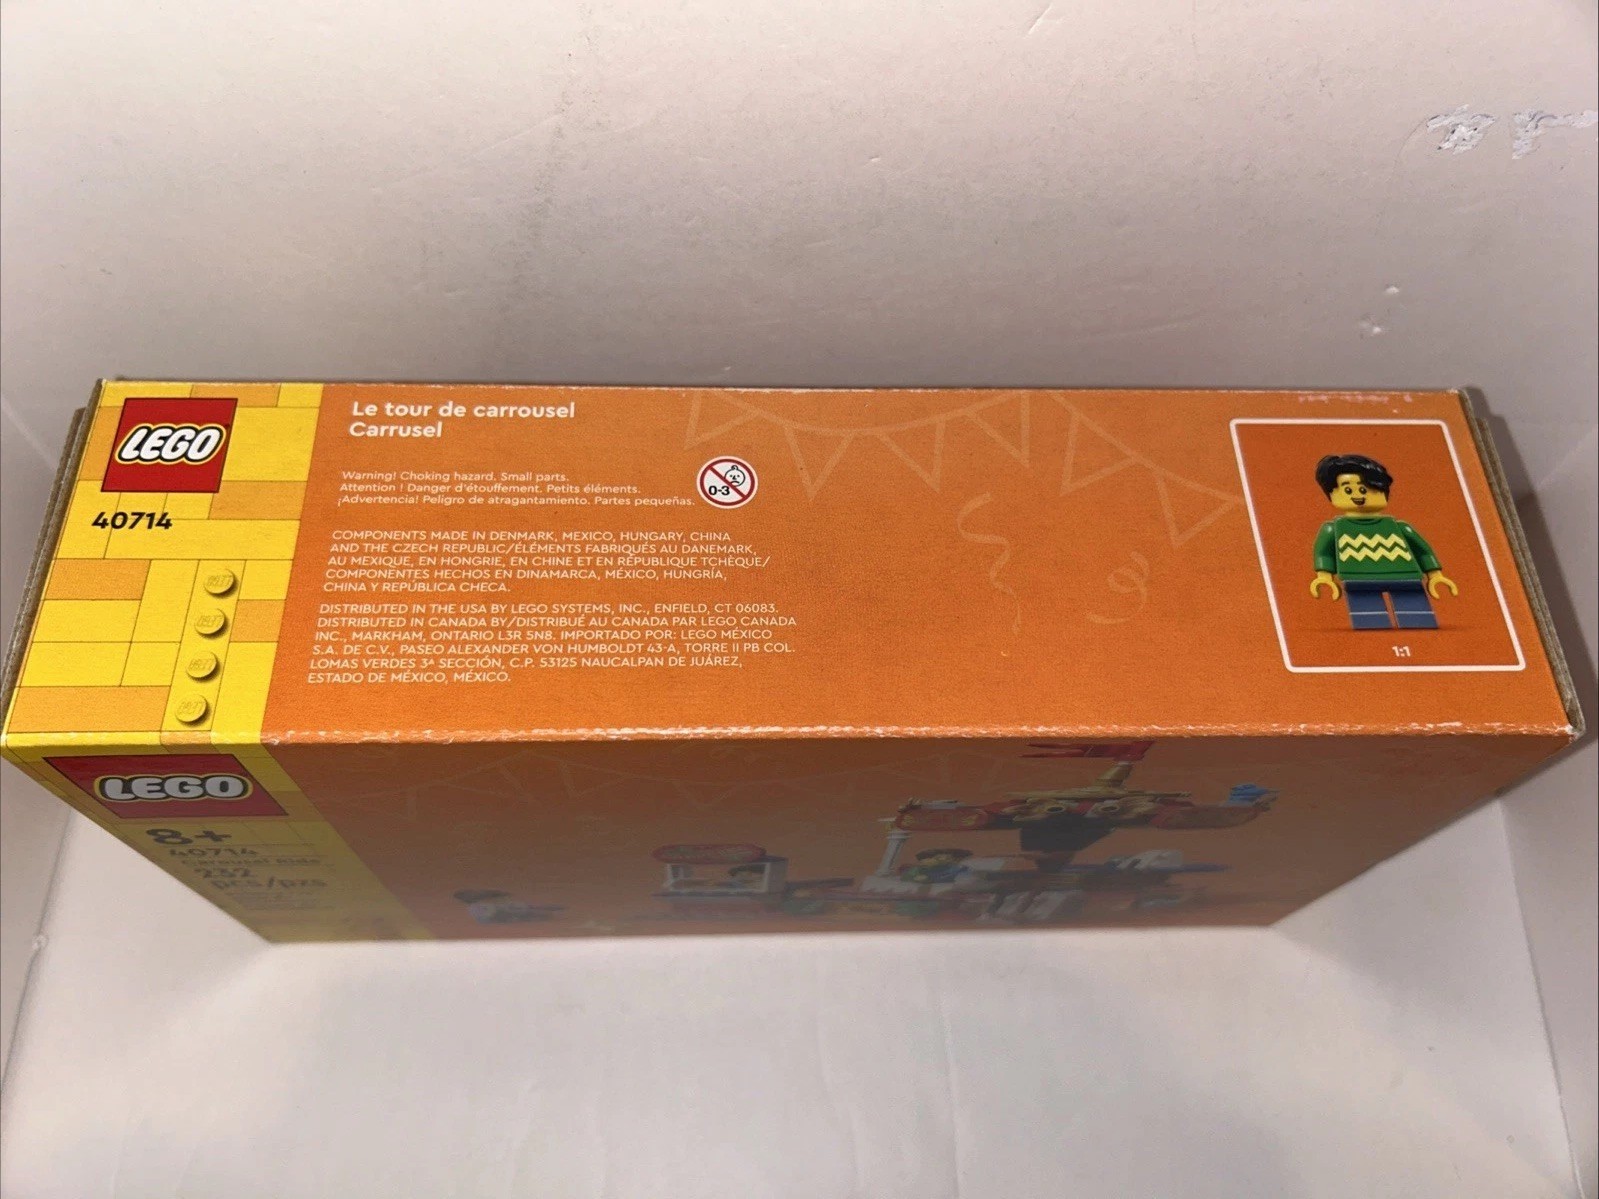 LEGO
40714
Le tour de carrousel
Carrusel
Warning! Choking hazard. Small parts.
Attention ! Danger d'étouffement. Petits éléments.
¡Advertencia! Peligro de atragantamiento. Partes pequeñas.
0-3
COMPONENTS MADE IN DENMARK, MEXICO, HUNGARY, CHINA
AND THE CZECH REPUBLIC/ÉLÉMENTS FABRIQUÉS AU DANEMARK,
AU MEXIQUE, EN HONGRIE, EN CHINE ET EN RÉPUBLIQUE TCHÈQUE/
COMPONENTES HECHOS EN DINAMARCA, MÉXICO, HUNGRÍA,
CHINA Y REPÚBLICA CHECA.
DISTRIBUTED IN THE USA BY LEGO SYSTEMS, INC., ENFIELD, CT 06083.
DISTRIBUTED IN CANADA BY/DISTRIBUÉ AU CANADA PAR LEGO CANADA
INC., MARKHAM, ONTARIO L3R 5N8. IMPORTADO POR: LEGO MÉXICO
S.A. DE C.V., PASEO ALEXANDER VON HUMBOLDT 43-A, TORRE II PB COL.
LOMAS VERDES 3ª SECCIÓN, C.P. 53125 NAUCALPAN DE JUÁREZ,
ESTADO DE MÉXICO, MÉXICO.
1:1
LEGO
8+
40714
Carousel Ride
232
pcs/pzs